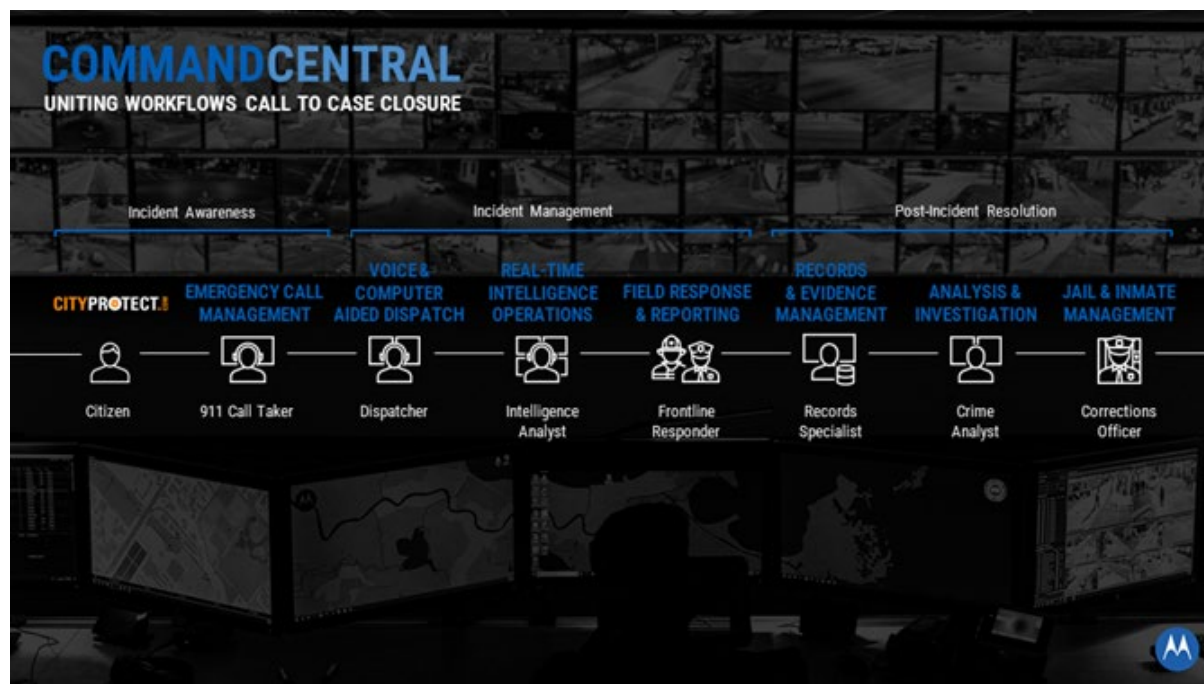 COMMANDCENTRAL
UNITING WORKFLOWS CALL TO CASE CLOSURE
Incident Awareness
Incident Management
Post-Incident Resolution
CITYPROTECT
EMERGENCY CALL
MANAGEMENT
VOICE &
COMPUTER
AIDED DISPATCH
REAL-TIME
INTELLIGENCE
OPERATIONS
FIELD RESPONSE
& REPORTING
RECORDS
& EVIDENCE
MANAGEMENT
ANALYSIS &
INVESTIGATION
JAIL & INMATE
MANAGEMENT
Citizen
911 Call Taker
Dispatcher
Intelligence
Analyst
Frontline
Responder
Records
Specialist
Crime
Analyst
Corrections
Officer